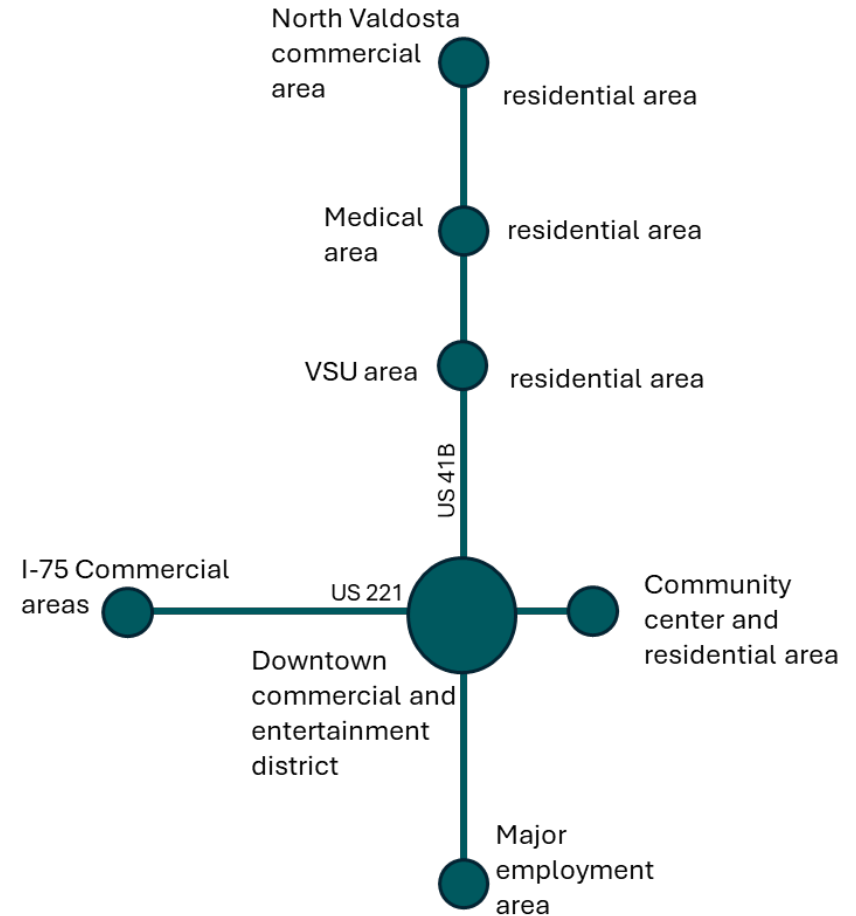 North Valdosta
commercial
area
residential area
Medical
area
residential area
VSU area
residential area
US 41B
I-75 Commercial
areas
US 221
Community
center and
residential area
Downtown
commercial and
entertainment
district
Major
employment
area